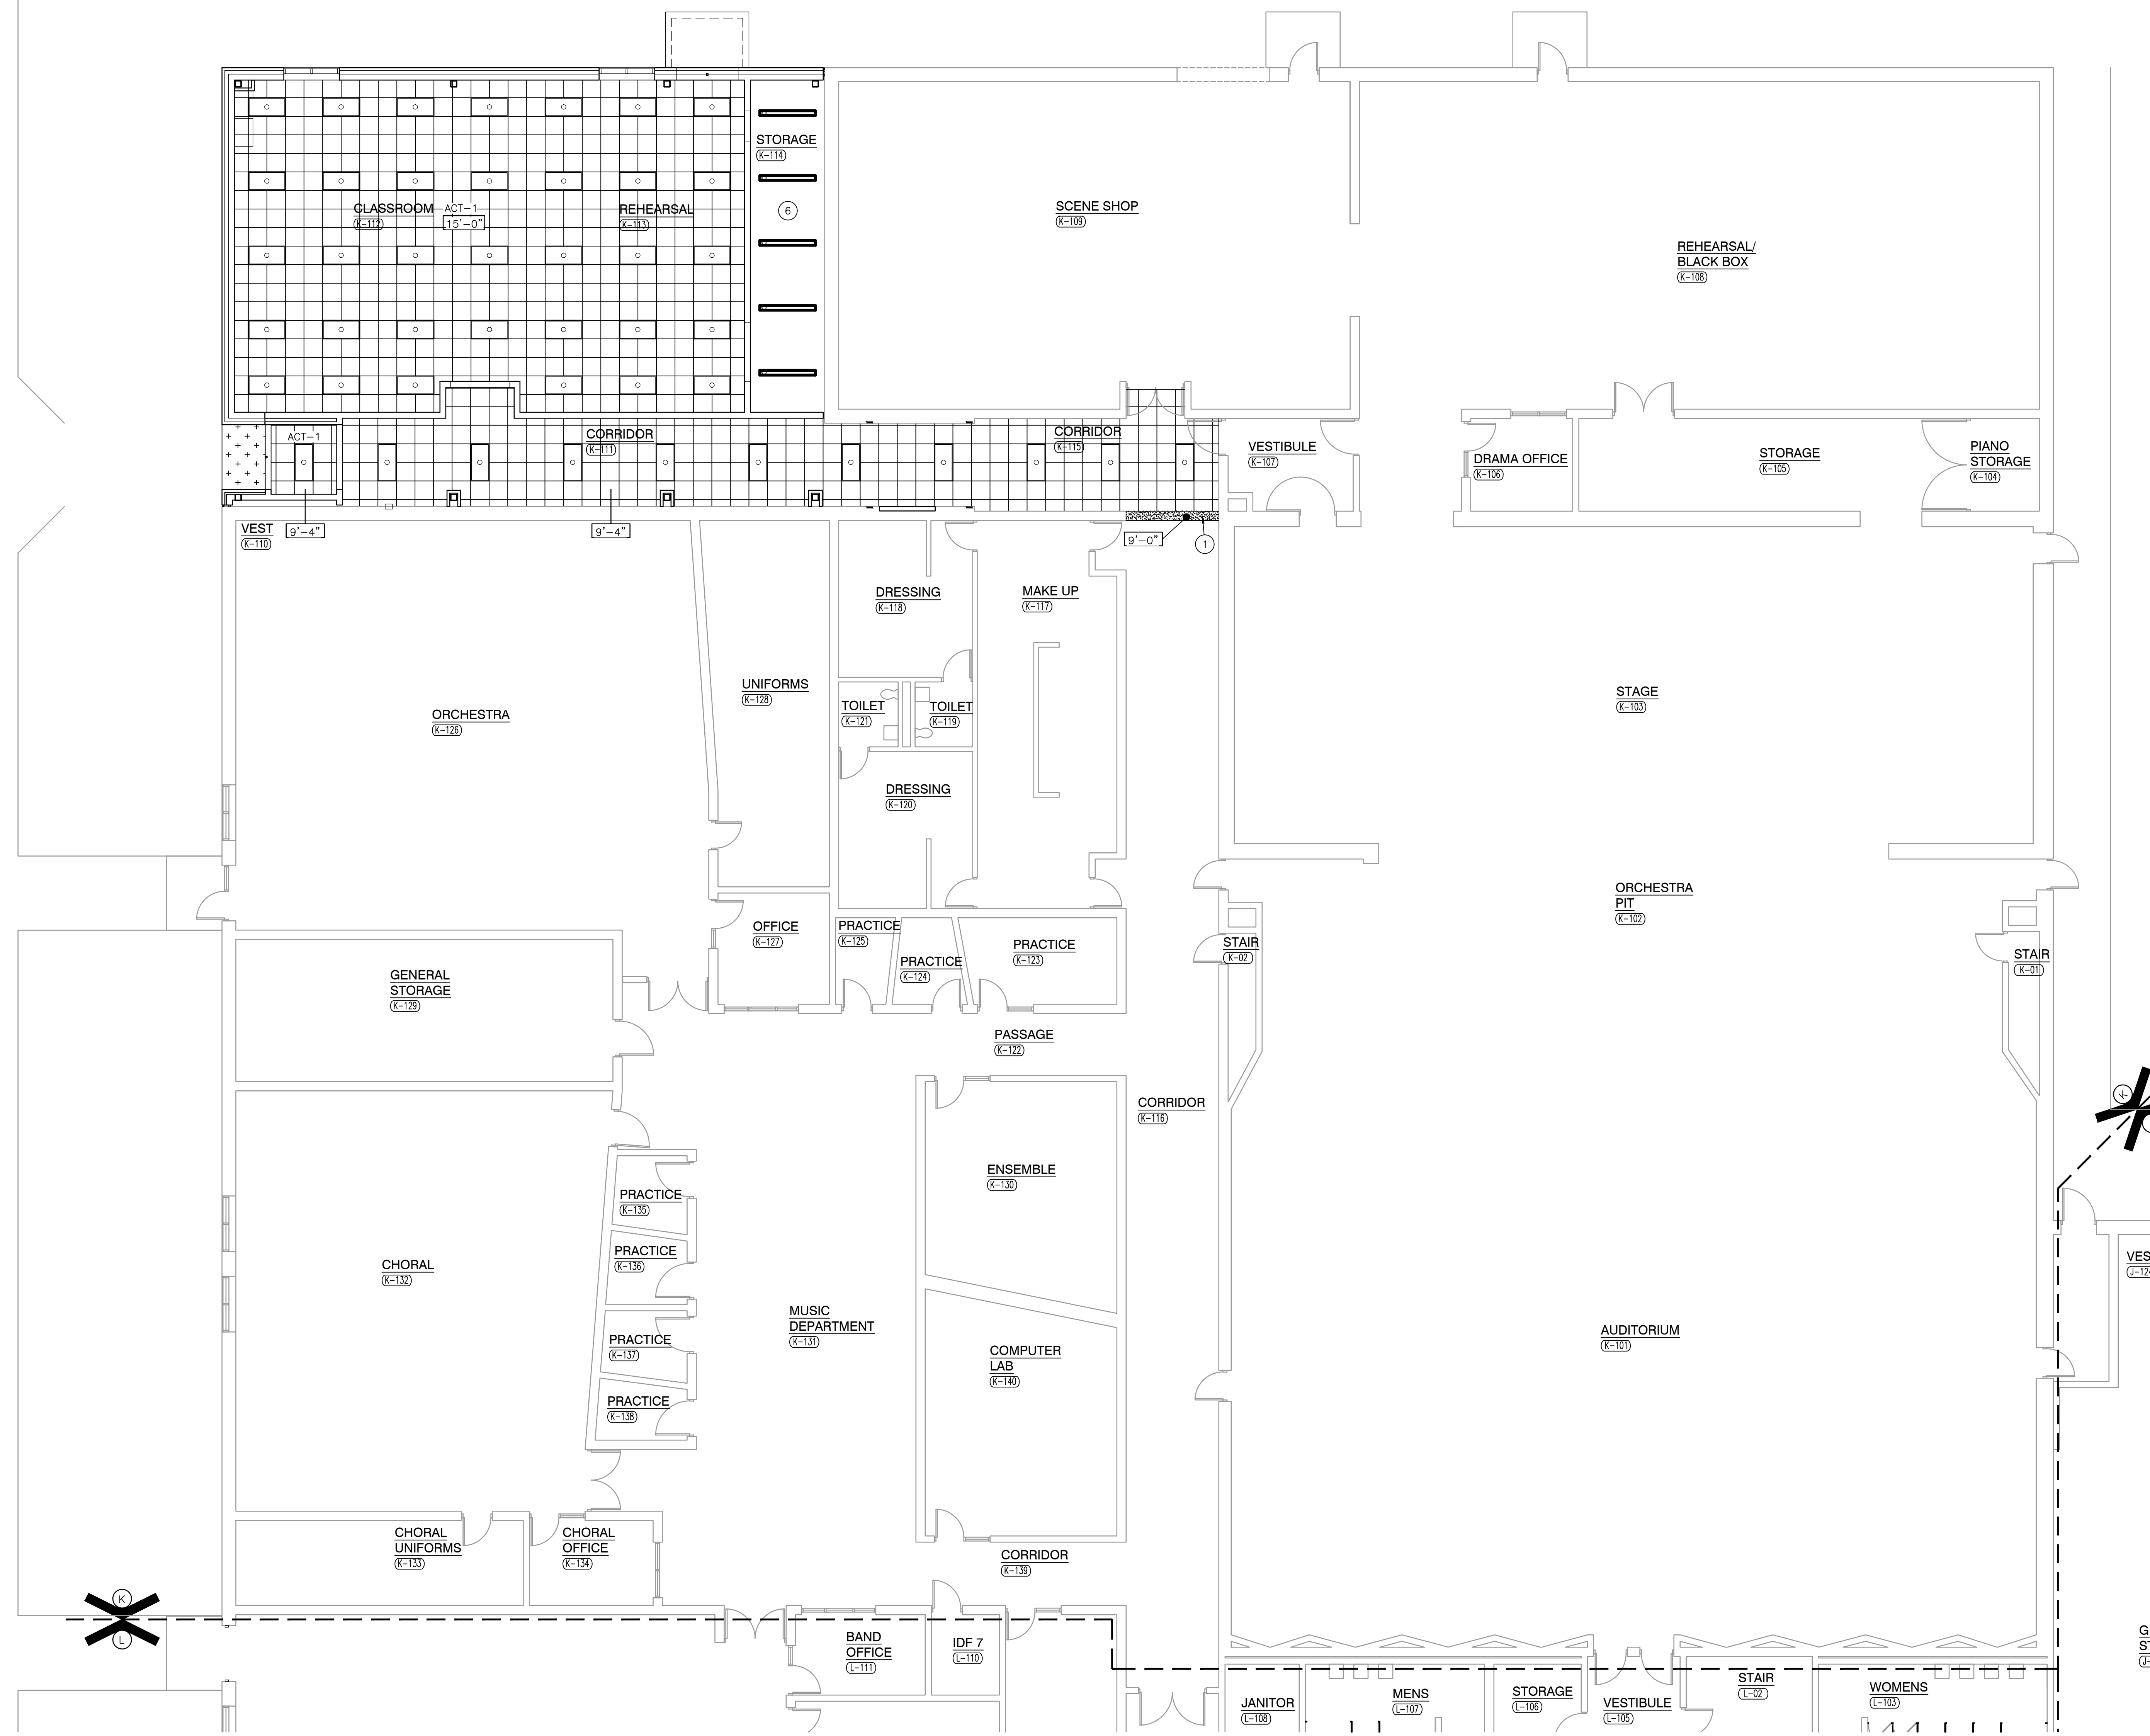 STORAGE
K-114
CLASSROOM
K-112
ACT-1
15'-0"
REHEARSAL
K-113
6
SCENE SHOP
K-109
REHEARSAL/
BLACK BOX
K-108
ACT-1
CORRIDOR
K-111
CORRIDOR
K-115
VESTIBULE
K-107
DRAMA OFFICE
K-106
STORAGE
K-105
PIANO
STORAGE
K-104
VEST
K-110
9'-4"
9'-4"
9'-0"
1
DRESSING
K-118
MAKE UP
K-117
UNIFORMS
K-128
TOILET
K-121
TOILET
K-119
STAGE
K-103
ORCHESTRA
K-126
DRESSING
K-120
ORCHESTRA
PIT
K-102
OFFICE
K-127
PRACTICE
K-125
PRACTICE
K-124
PRACTICE
K-123
STAIR
K-02
STAIR
K-01
GENERAL
STORAGE
K-129
PASSAGE
K-122
CORRIDOR
K-116
K
ENSEMBLE
K-130
PRACTICE
K-135
PRACTICE
K-136
CHORAL
K-132
VES
J-124
MUSIC
DEPARTMENT
K-131
PRACTICE
K-137
COMPUTER
LAB
K-140
AUDITORIUM
K-101
PRACTICE
K-138
CHORAL
UNIFORMS
K-133
CHORAL
OFFICE
K-134
CORRIDOR
K-139
K
L
BAND
OFFICE
L-111
IDF 7
L-110
JANITOR
L-108
MENS
L-107
STORAGE
L-106
VESTIBULE
L-105
STAIR
L-02
WOMENS
L-103
G
ST
J-